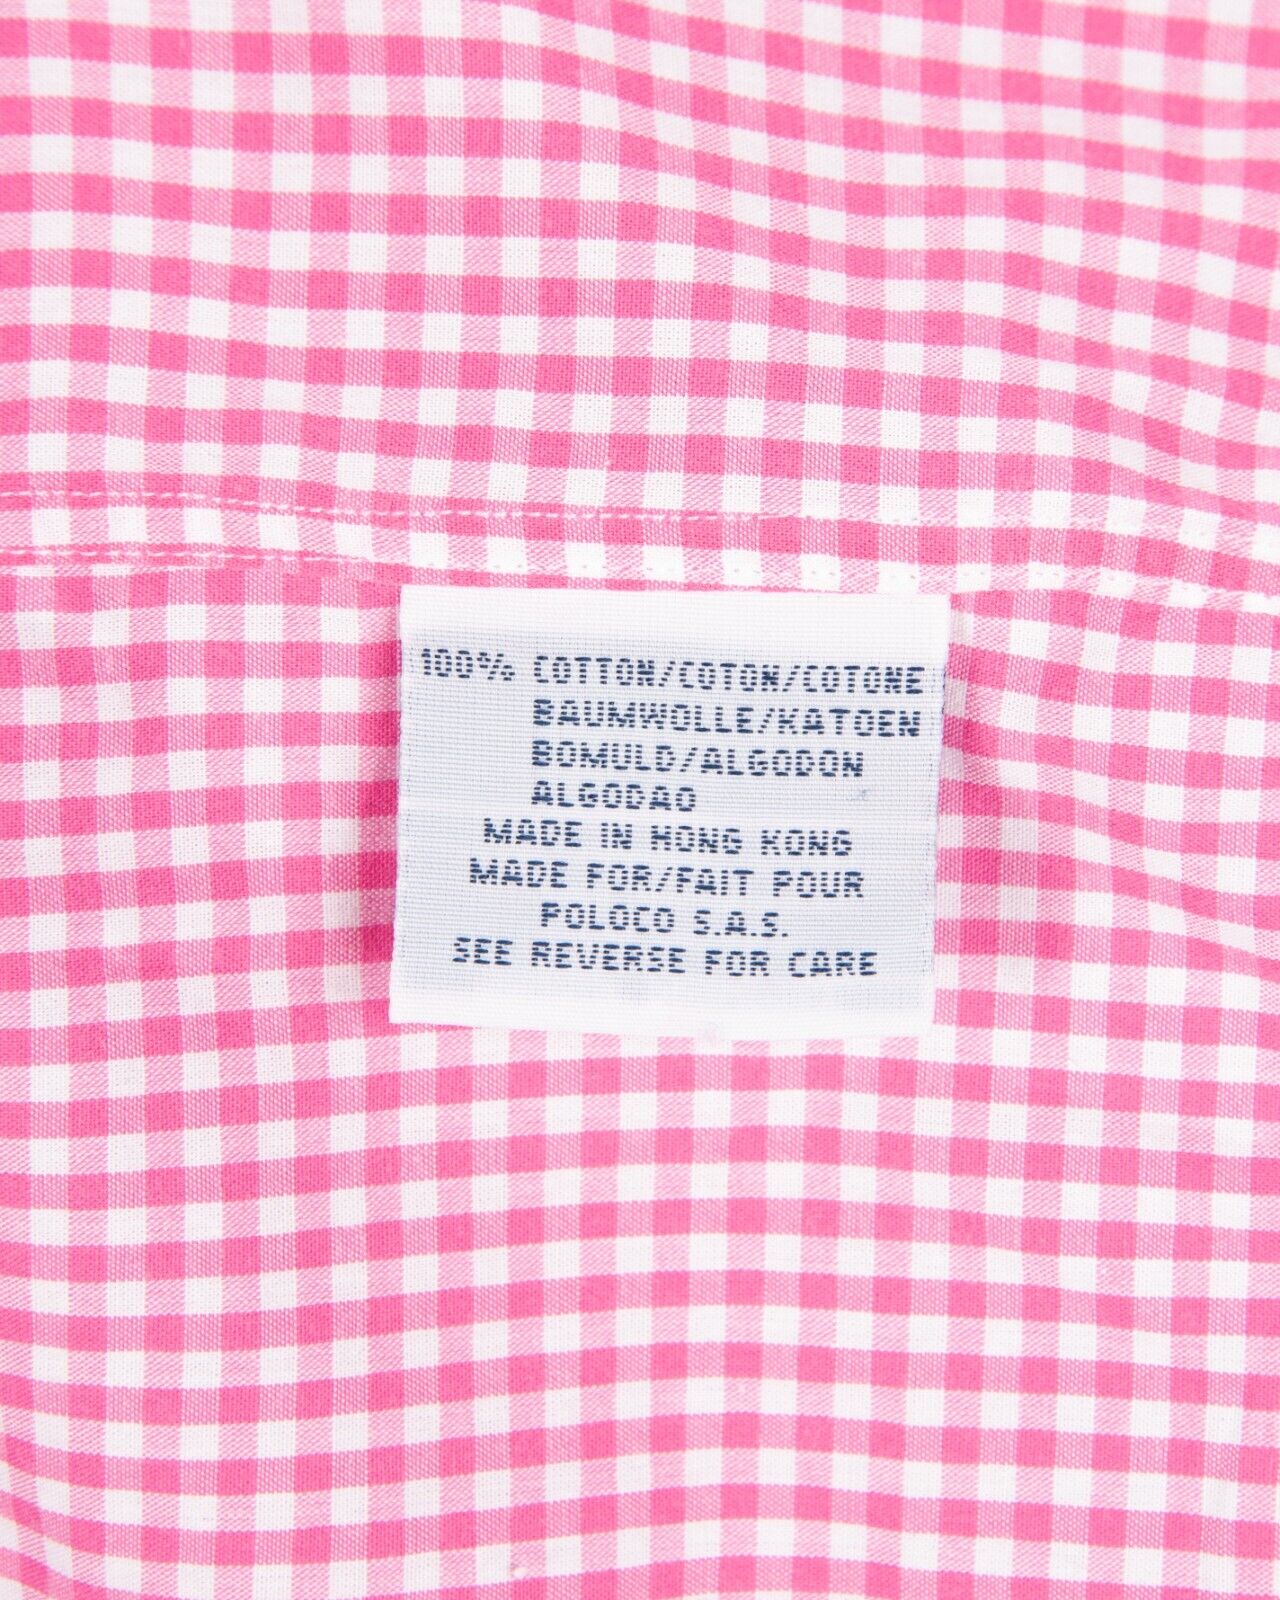 100% COTTON/COTON/COTONE
BAUMWOLLE/KATOEN
BOMULD/ALGODON
ALGODAO
MADE IN HONG KONG
MADE FOR/FAIT POUR
POLOCO S.A.S.
SEE REVERSE FOR CARE